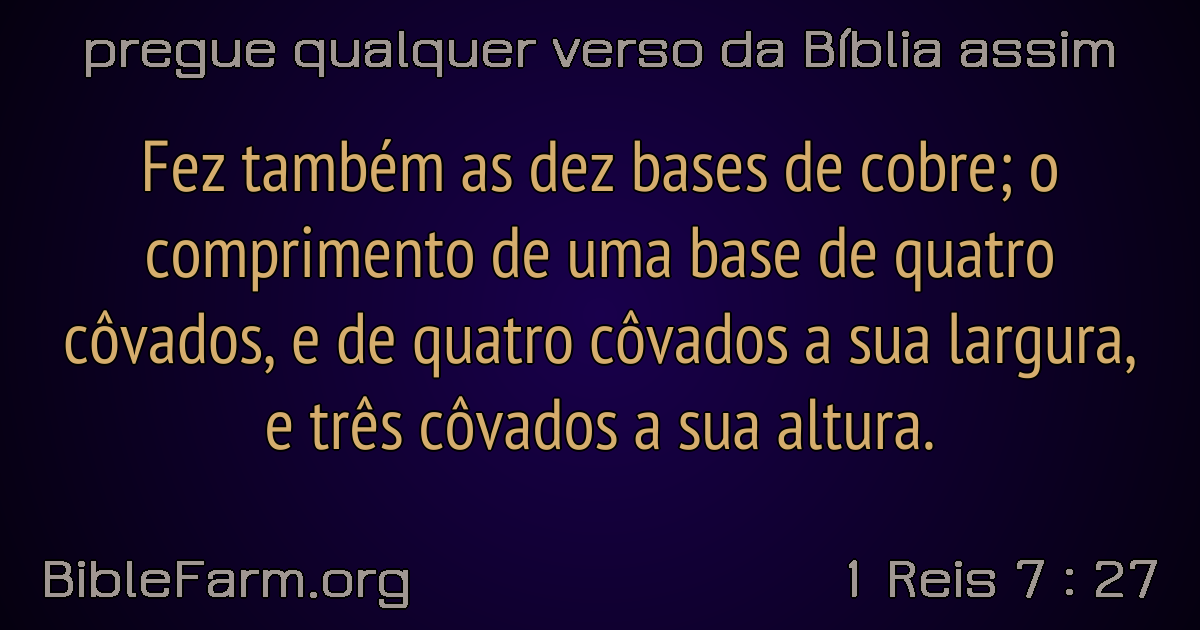 pregue qualquer verso da Bíblia assim
Fez também as dez bases de cobre; o
comprimento de uma base de quatro
côvados, e de quatro côvados a sua largura,
e três côvados a sua altura.
BibleFarm.org
1 Reis 7 : 27